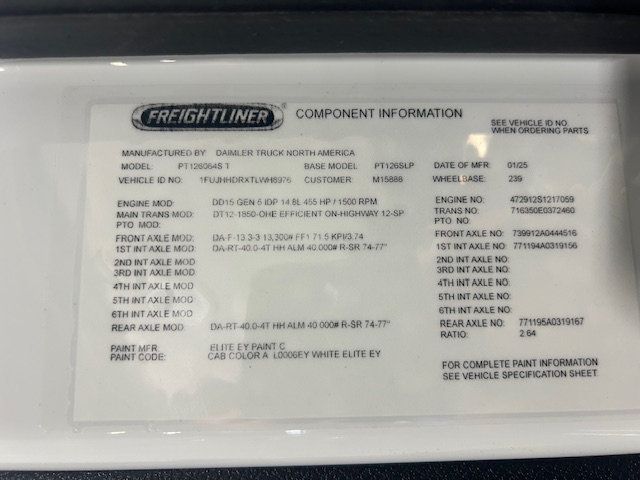 FREIGHTLINER® COMPONENT INFORMATION
SEE VEHICLE ID NO.
WHEN ORDERING PARTS
MANUFACTURED BY DAIMLER TRUCK NORTH AMERICA
MODEL: PT126064S T BASE MODEL PT126SLP DATE OF MFR: 01/25
VEHICLE ID NO: 1FUJHHDRXTLWH6976 CUSTOMER: M15888 WHEELBASE: 239
ENGINE MOD: DD15 GEN 5 IDP 14.8L 455 HP / 1500 RPM ENGINE NO: 472912S1217059
MAIN TRANS MOD: DT12-1850-OHE EFFICIENT ON-HIGHWAY 12-SP TRANS NO: 716350E0372460
PTO MOD: PTO NO:
FRONT AXLE MOD: DA-F-13.3-3 13,300# FF1 71.5 KPI/3.74 FRONT AXLE NO: 739912A0444516
1ST INT AXLE MOD: DA-RT-40.0-4T HH ALM 40,000# R-SR 74-77" 1ST INT AXLE NO: 771194A0319156
2ND INT AXLE MOD 2ND INT AXLE NO:
3RD INT AXLE MOD: 3RD INT AXLE NO:
4TH INT AXLE MOD: 4TH INT AXLE NO:
5TH INT AXLE MOD 5TH INT AXLE NO:
6TH INT AXLE MOD 6TH INT AXLE NO:
REAR AXLE MOD: DA-RT-40.0-4T HH ALM 40,000# R-SR 74-77" REAR AXLE NO: 771195A0319167
RATIO: 2.64
PAINT MFR: ELITE EY PAINT C
PAINT CODE: CAB COLOR A L0006EY WHITE ELITE EY
FOR COMPLETE PAINT INFORMATION
SEE VEHICLE SPECIFICATION SHEET